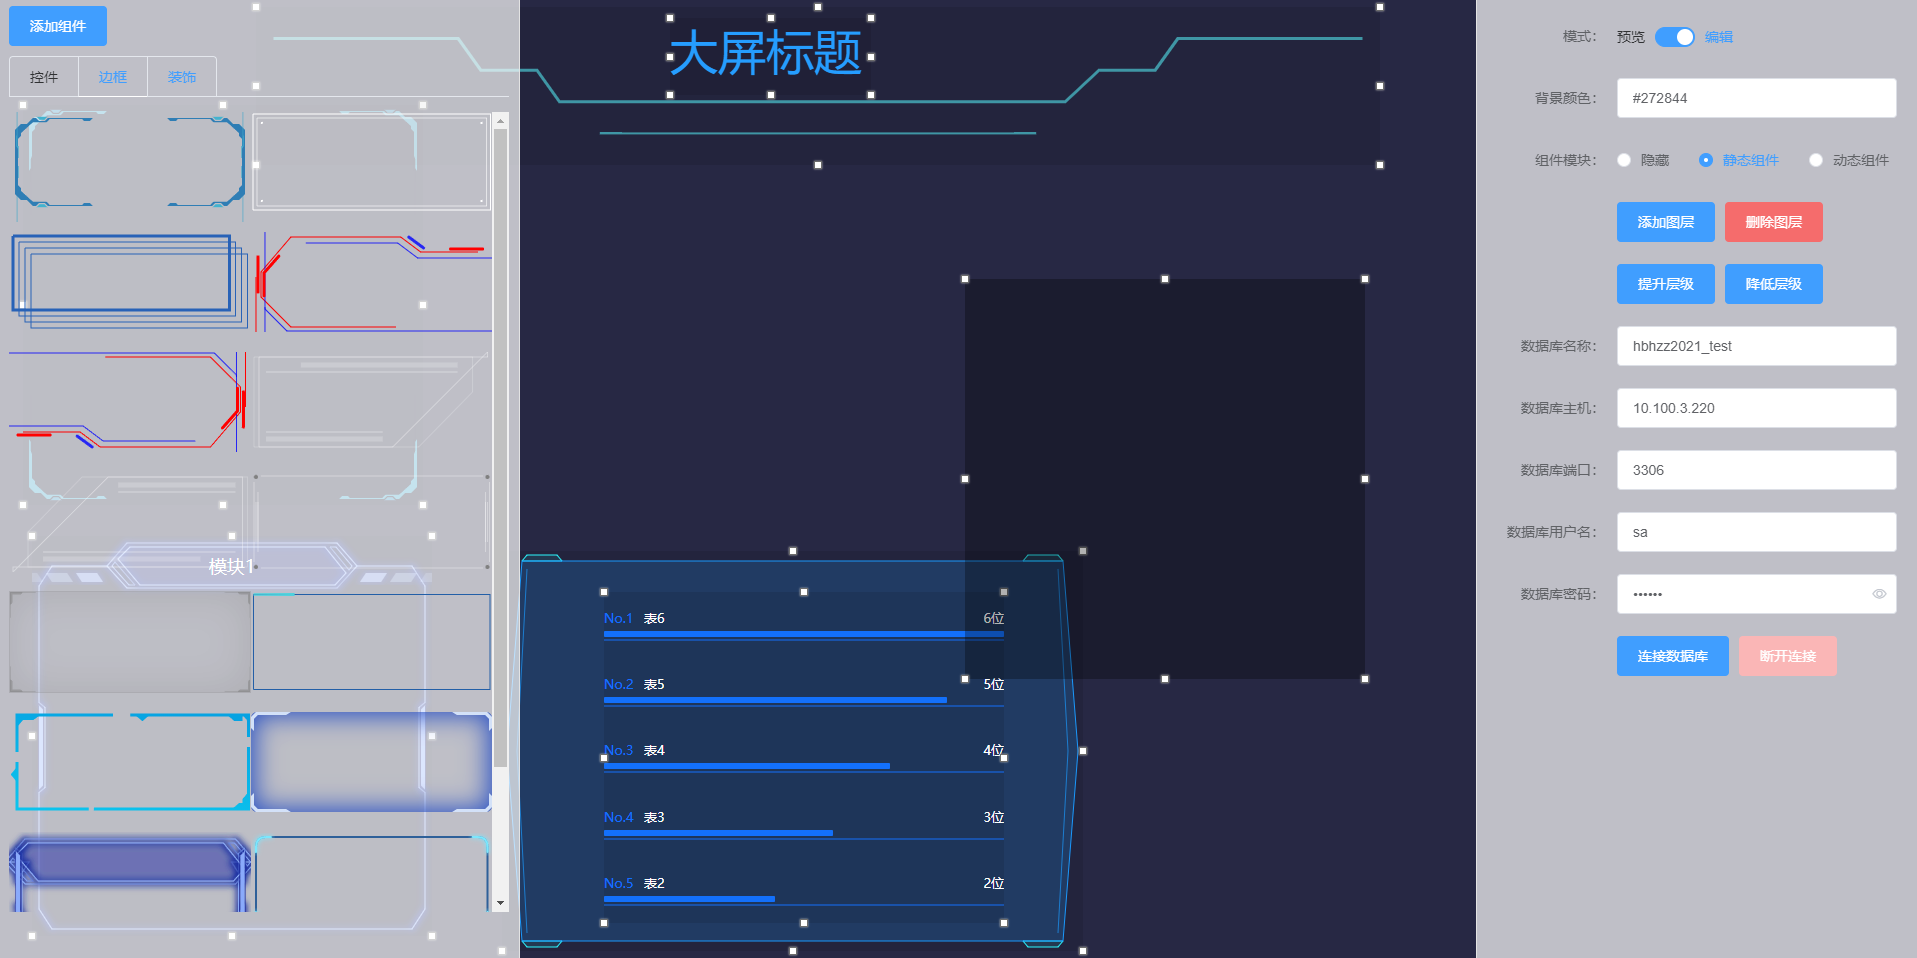 添加组件
控件 边框 装饰
模块1
大屏标题
No.1 表6 6位
No.2 表5 5位
No.3 表4 4位
No.4 表3 3位
No.5 表2 2位
模式： 预览 编辑
背景颜色： #272844
组件模块： 隐藏 静态组件 动态组件
添加图层 删除图层
提升层级 降低层级
数据库名称： hbhzz2021_test
数据库主机： 10.100.3.220
数据库端口： 3306
数据库用户名： sa
数据库密码： ••••••
连接数据库 断开连接